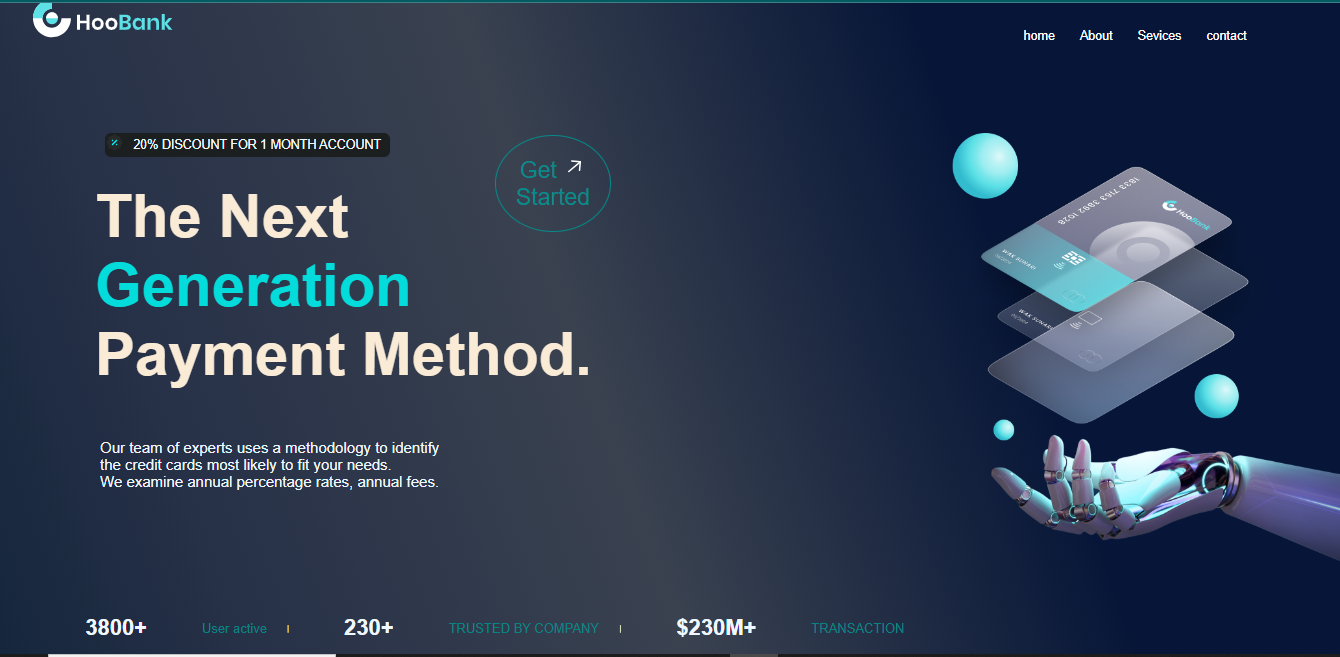 HooBank
home About Sevices contact
20% DISCOUNT FOR 1 MONTH ACCOUNT
Get
Started
The Next
Generation
Payment Method.
Our team of experts uses a methodology to identify
the credit cards most likely to fit your needs.
We examine annual percentage rates, annual fees.
HooBank
3800+ User active | 230+ TRUSTED BY COMPANY | $230M+ TRANSACTION